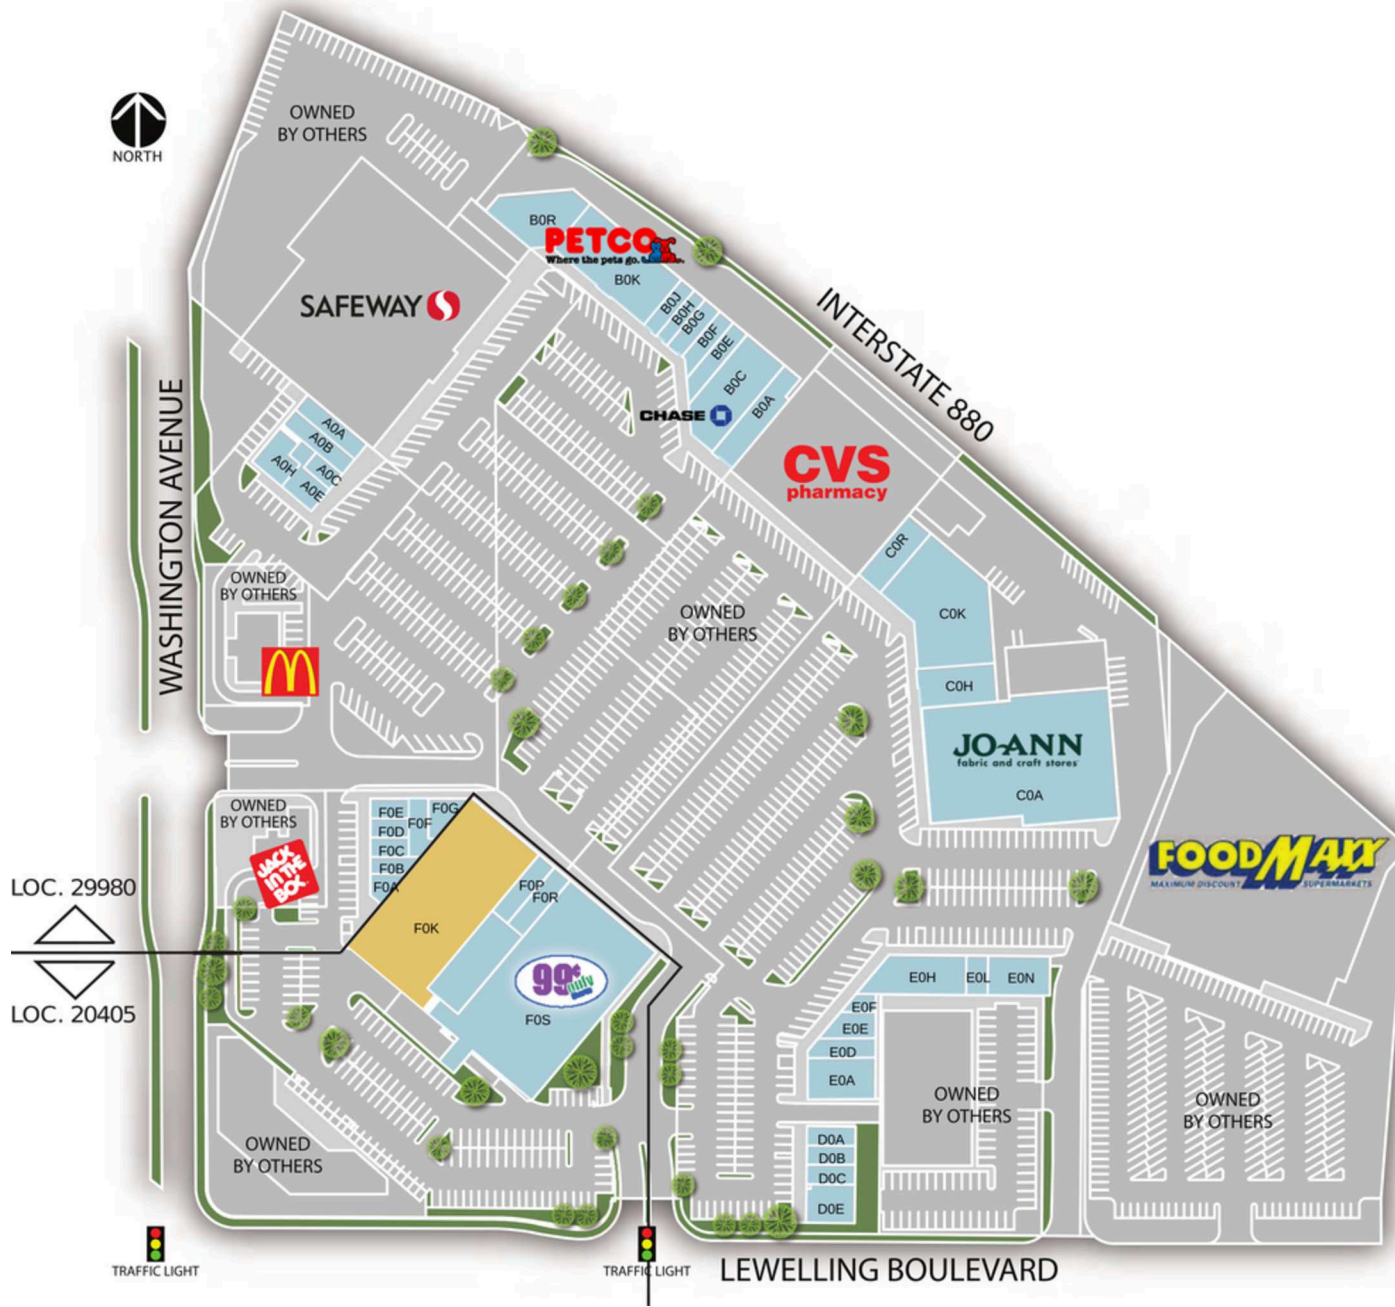 OWNED
BY OTHERS
NORTH
B0R
PETCO
Where the pets go.
B0K
SAFEWAY
B0J
B0H
B0G
B0F
B0E
B0C
B0A
INTERSTATE 880
CHASE
WASHINGTON AVENUE
A0A
A0B
A0C
A0H
A0E
CVS
pharmacy
C0R
OWNED
BY OTHERS
OWNED
BY OTHERS
C0K
C0H
JO-ANN
fabric and craft stores
C0A
OWNED
BY OTHERS
F0E
F0G
F0D
F0F
F0C
F0B
F0A
JACK
IN THE
BOX
FOODMAXX
MAXIMUM DISCOUNT SUPERMARKETS
LOC. 29980
F0P
F0R
F0K
99¢
only
F0S
LOC. 20405
E0H
E0L
E0N
E0F
E0E
E0D
E0A
OWNED
BY OTHERS
OWNED
BY OTHERS
OWNED
BY OTHERS
D0A
D0B
D0C
D0E
TRAFFIC LIGHT
TRAFFIC LIGHT
LEWELLING BOULEVARD